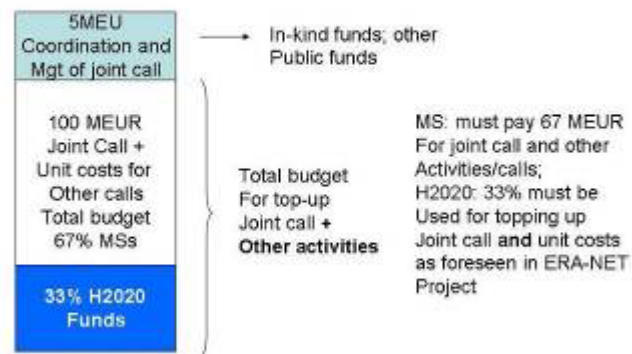 5MEU
Coordination and
Mgt of joint call
In-kind funds; other
Public funds
100 MEUR
Joint Call +
Unit costs for
Other calls
Total budget
67% MSs
33% H2020
Funds
Total budget
For top-up
Joint call +
Other activities
MS: must pay 67 MEUR
For joint call and other
Activities/calls;
H2020: 33% must be
Used for topping up
Joint call and unit costs
as foreseen in ERA-NET
Project